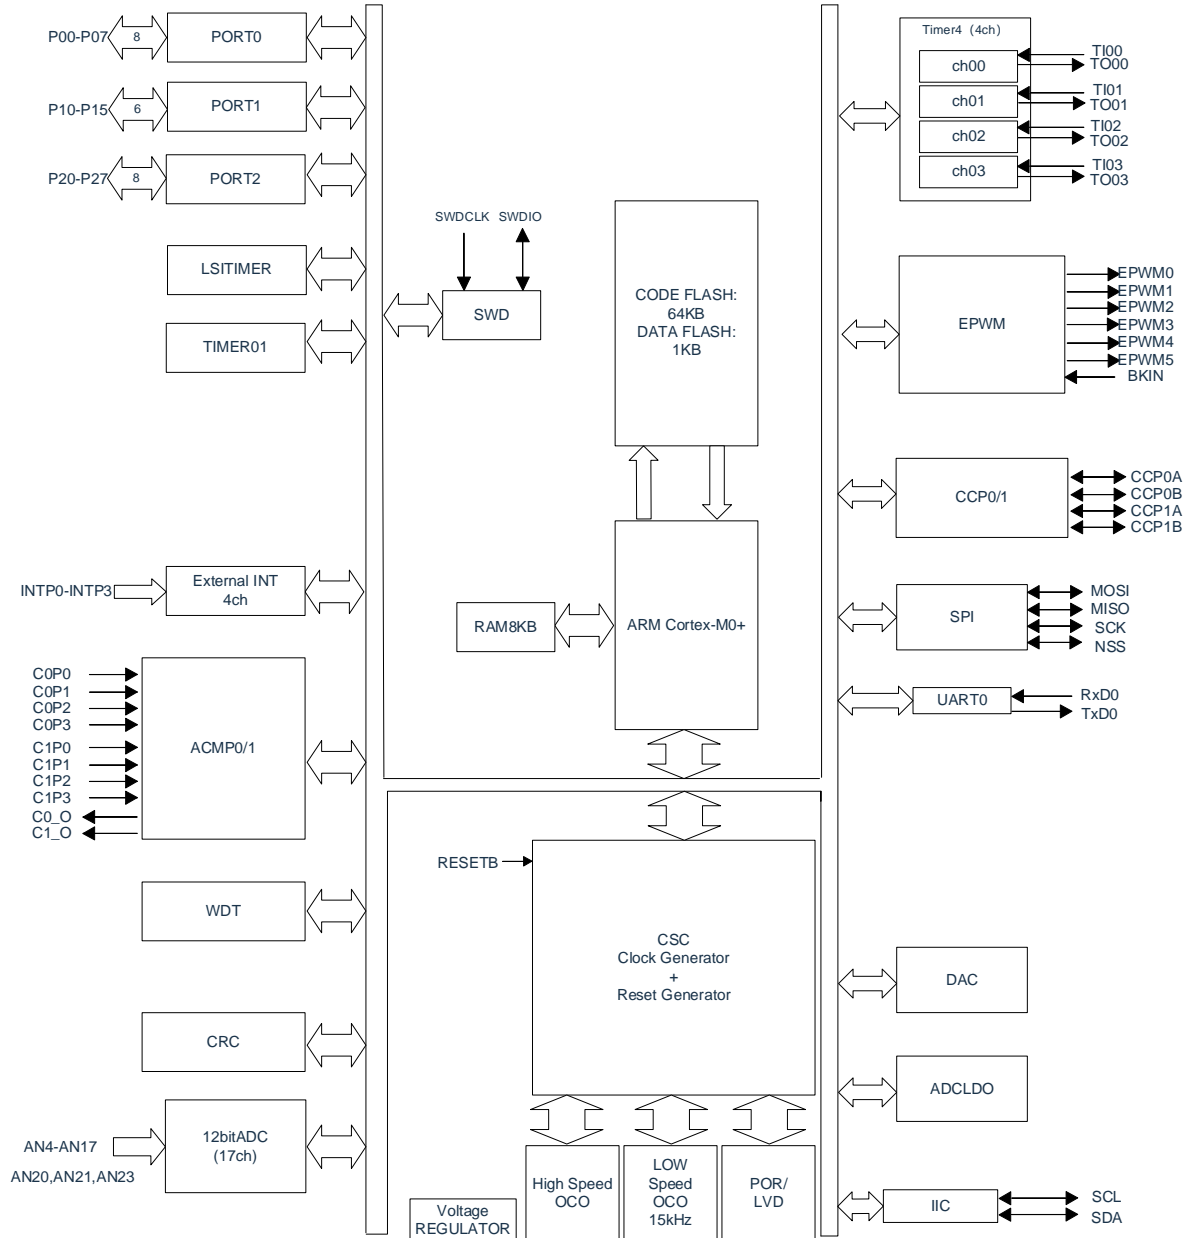 P00-P07
8
PORT0
P10-P15
6
PORT1
P20-P27
8
PORT2
LSITIMER
TIMER01
SWDCLK
SWDIO
SWD
CODE FLASH:
64KB
DATA FLASH:
1KB
Timer4 (4ch)
ch00
TI00
TO00
ch01
TI01
TO01
ch02
TI02
TO02
ch03
TI03
TO03
EPWM
EPWM0
EPWM1
EPWM2
EPWM3
EPWM4
EPWM5
BKIN
CCP0/1
CCP0A
CCP0B
CCP1A
CCP1B
INTP0-INTP3
External INT
4ch
RAM8KB
ARM Cortex-M0+
SPI
MOSI
MISO
SCK
NSS
UART0
RxD0
TxD0
C0P0
C0P1
C0P2
C0P3
C1P0
C1P1
C1P2
C1P3
C0_O
C1_O
ACMP0/1
RESETB
WDT
CSC
Clock Generator
+
Reset Generator
DAC
CRC
ADCLDO
AN4-AN17
AN20,AN21,AN23
12bitADC
(17ch)
Voltage
REGULATOR
High Speed
OCO
LOW
Speed
OCO
15kHz
POR/
LVD
IIC
SCL
SDA